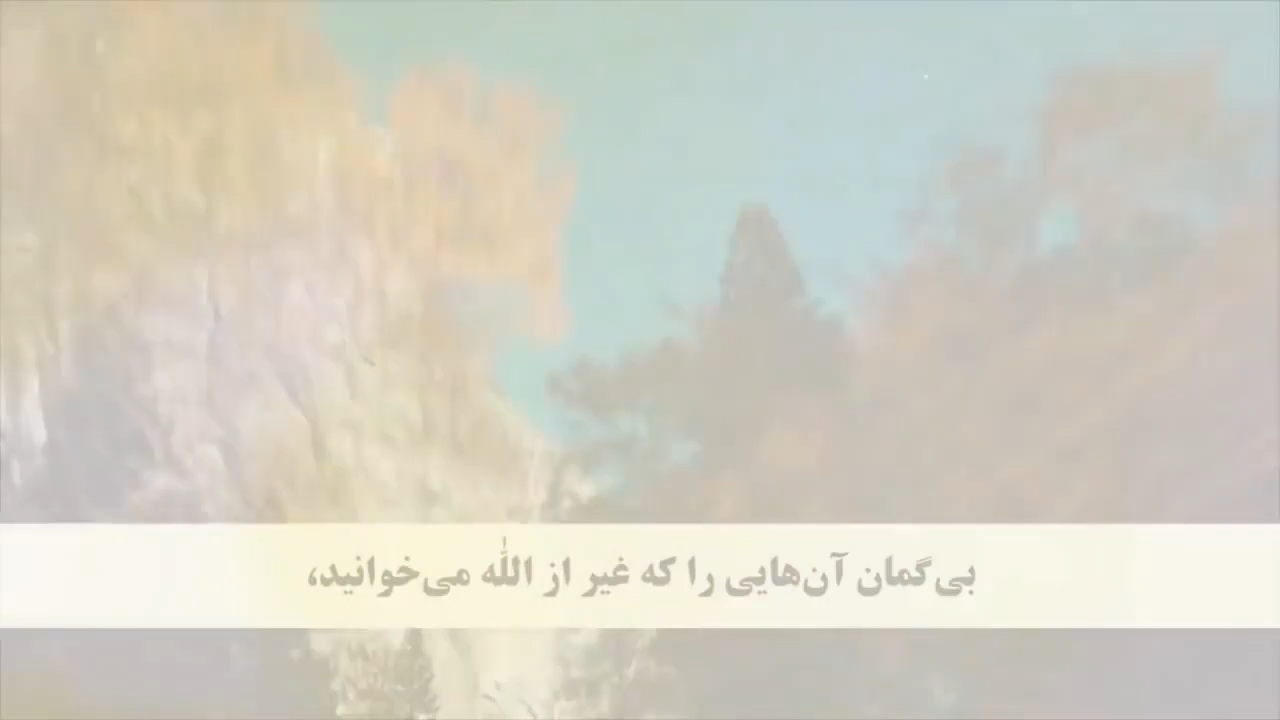 بی‌گمان آن‌هایی را که غیر از الله می‌خوانید،